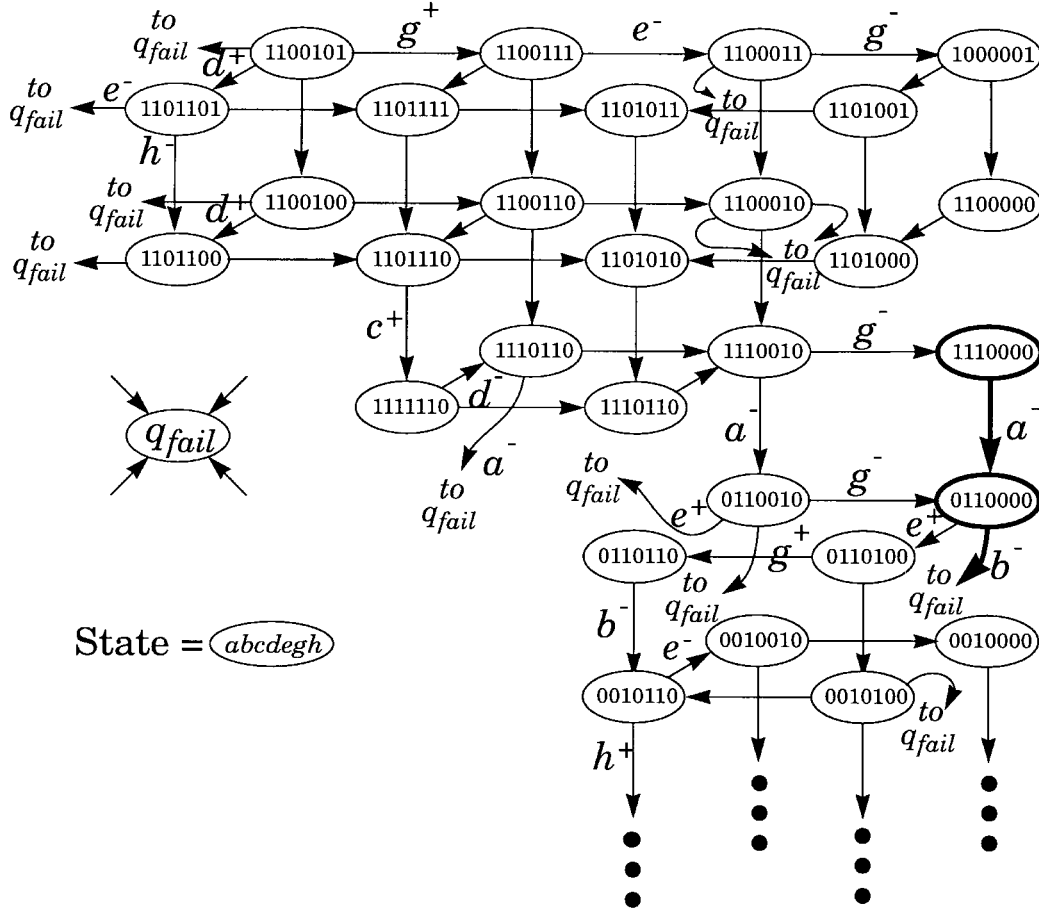 to
q_fail
1100101
g+
1100111
e-
1100011
g-
1000001
d+
to
q_fail
e-
1101101
1101111
1101011
to
q_fail
1101001
h-
to
q_fail
1100100
1100110
1100010
1100000
d+
to
q_fail
1101100
1101110
1101010
to
q_fail
1101000
c+
1110110
1110010
g-
1110000
1111110
d-
1110110
a-
a-
q_fail
a-
to
q_fail
to
q_fail
e+
0110010
g-
0110000
e+
0110110
g+
0110100
b-
to
q_fail
to
q_fail
b-
State = abcdegh
e-
0010010
0010000
0010110
0010100
to
q_fail
h+